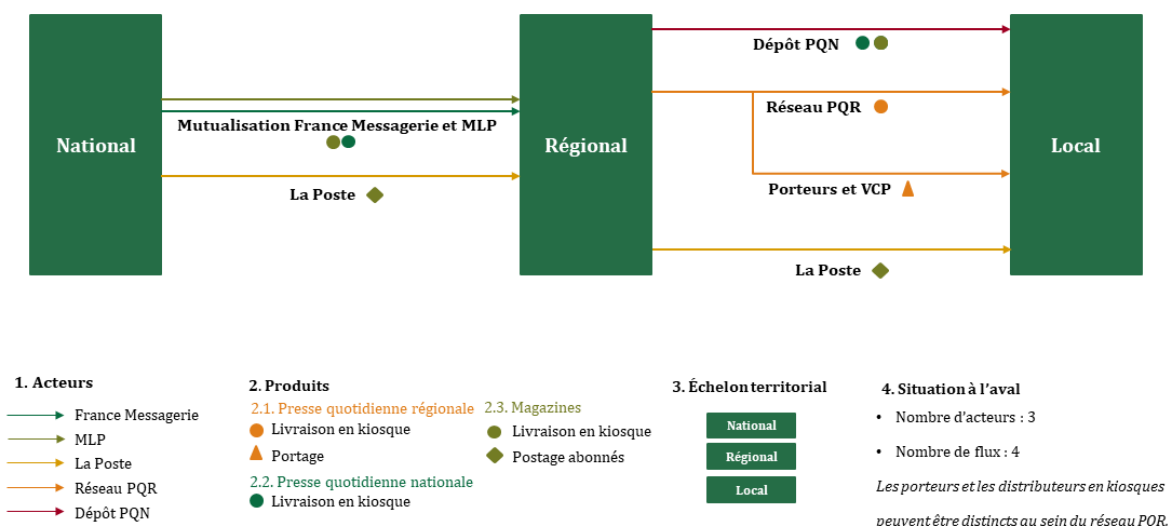 National
Régional
Local
Mutualisation France Messagerie et MLP
La Poste
Dépôt PQN
Réseau PQR
Porteurs et VCP
La Poste
1. Acteurs
France Messagerie
MLP
La Poste
Réseau PQR
Dépôt PQN
2. Produits
2.1. Presse quotidienne régionale
Livraison en kiosque
Portage
2.2. Presse quotidienne nationale
Livraison en kiosque
2.3. Magazines
Livraison en kiosque
Postage abonnés
3. Échelon territorial
National
Régional
Local
4. Situation à l’aval
• Nombre d’acteurs : 3
• Nombre de flux : 4
Les porteurs et les distributeurs en kiosques
peuvent être distincts au sein du réseau PQR.